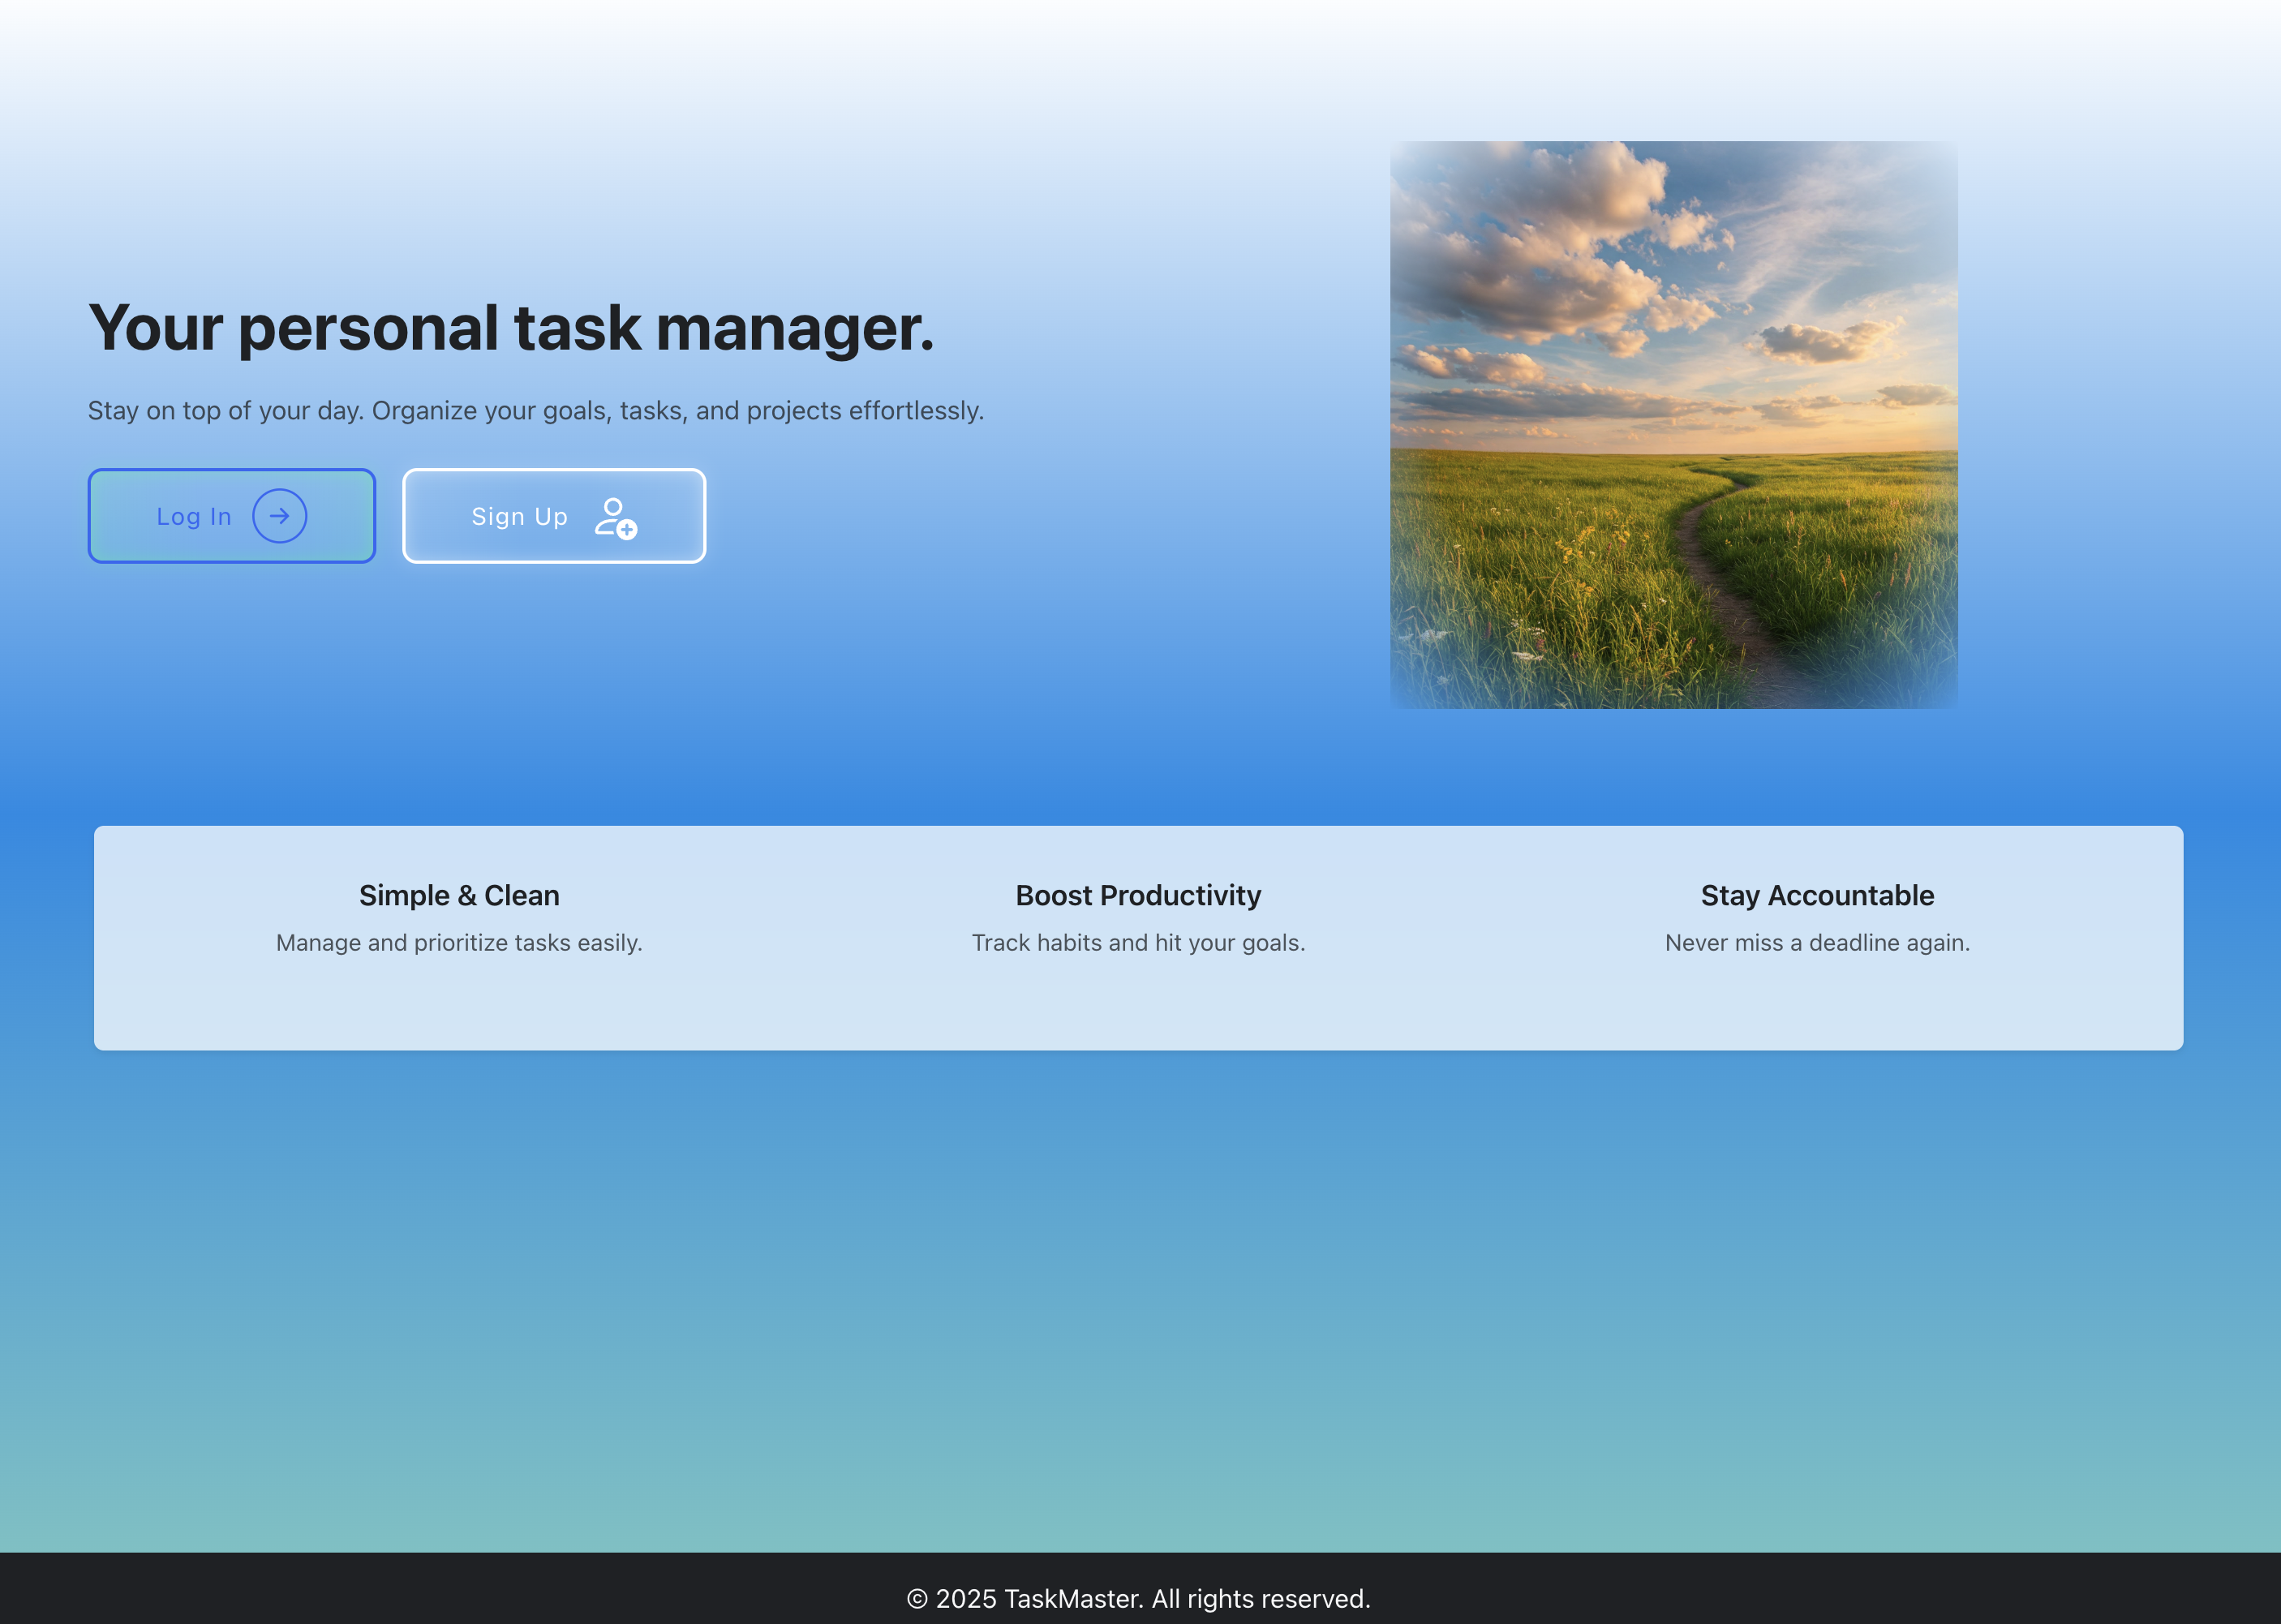 Your personal task manager.
Stay on top of your day. Organize your goals, tasks, and projects effortlessly.
Log In
Sign Up
Simple & Clean
Manage and prioritize tasks easily.
Boost Productivity
Track habits and hit your goals.
Stay Accountable
Never miss a deadline again.
© 2025 TaskMaster. All rights reserved.